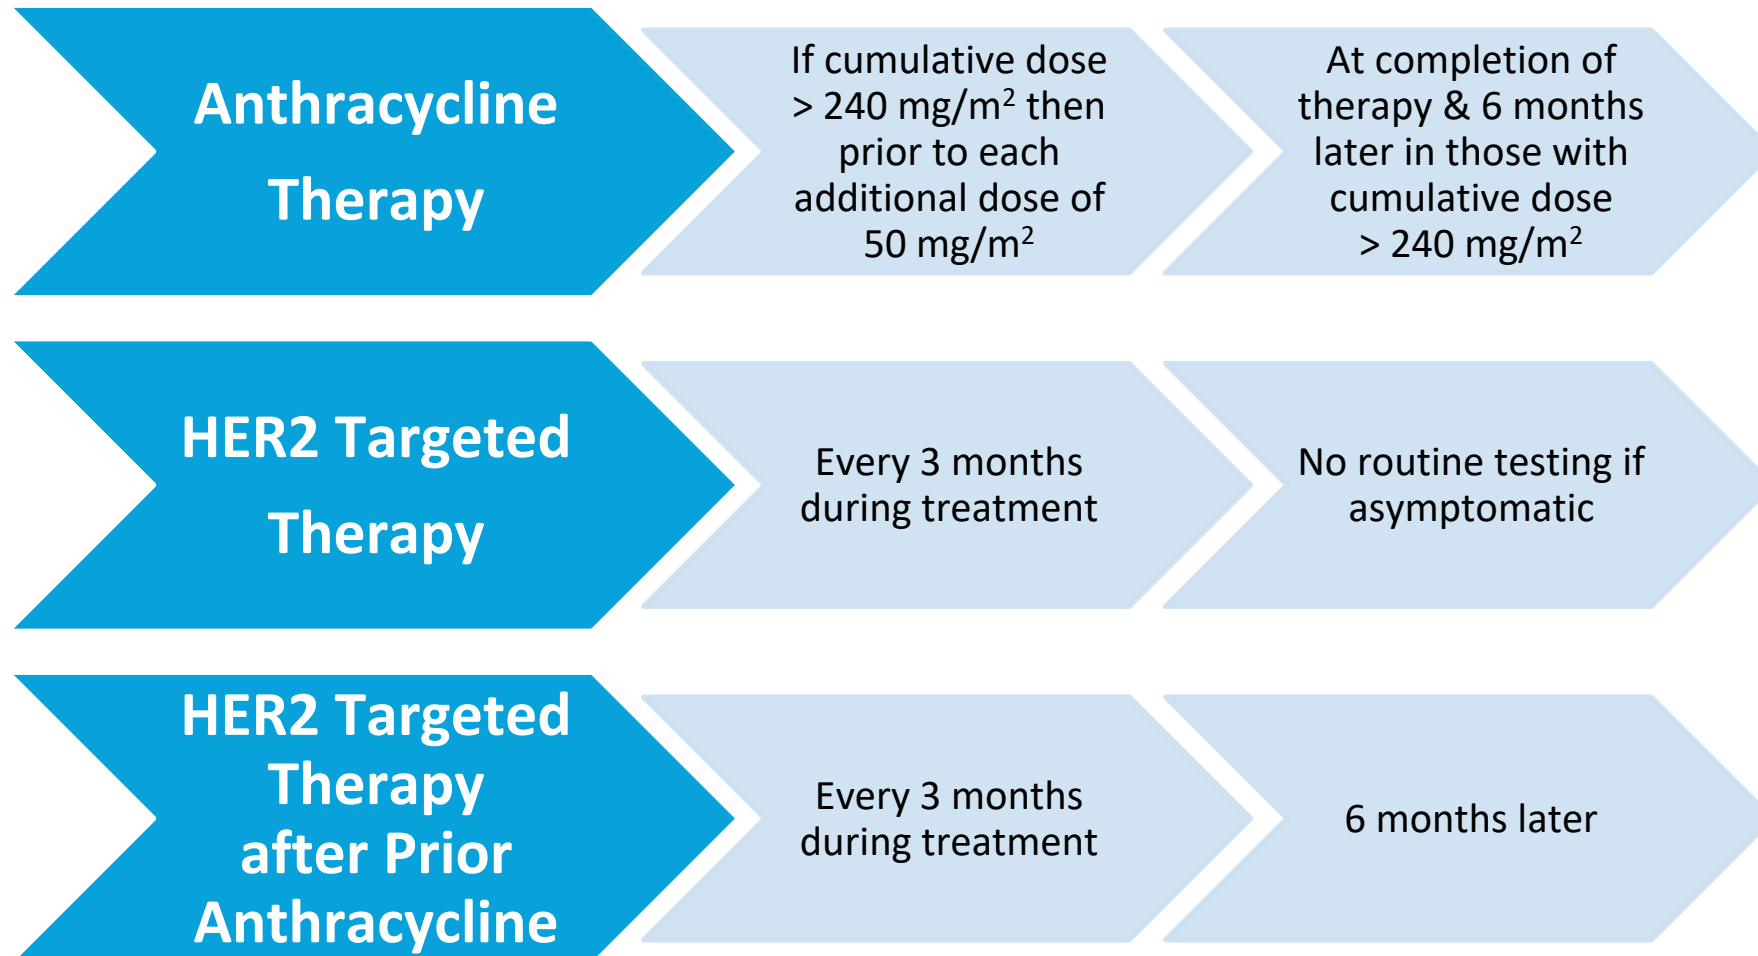 Anthracycline
Therapy
If cumulative dose
> 240 mg/m² then
prior to each
additional dose of
50 mg/m²
At completion of
therapy & 6 months
later in those with
cumulative dose
> 240 mg/m²
HER2 Targeted
Therapy
Every 3 months
during treatment
No routine testing if
asymptomatic
HER2 Targeted
Therapy
after Prior
Anthracycline
Every 3 months
during treatment
6 months later